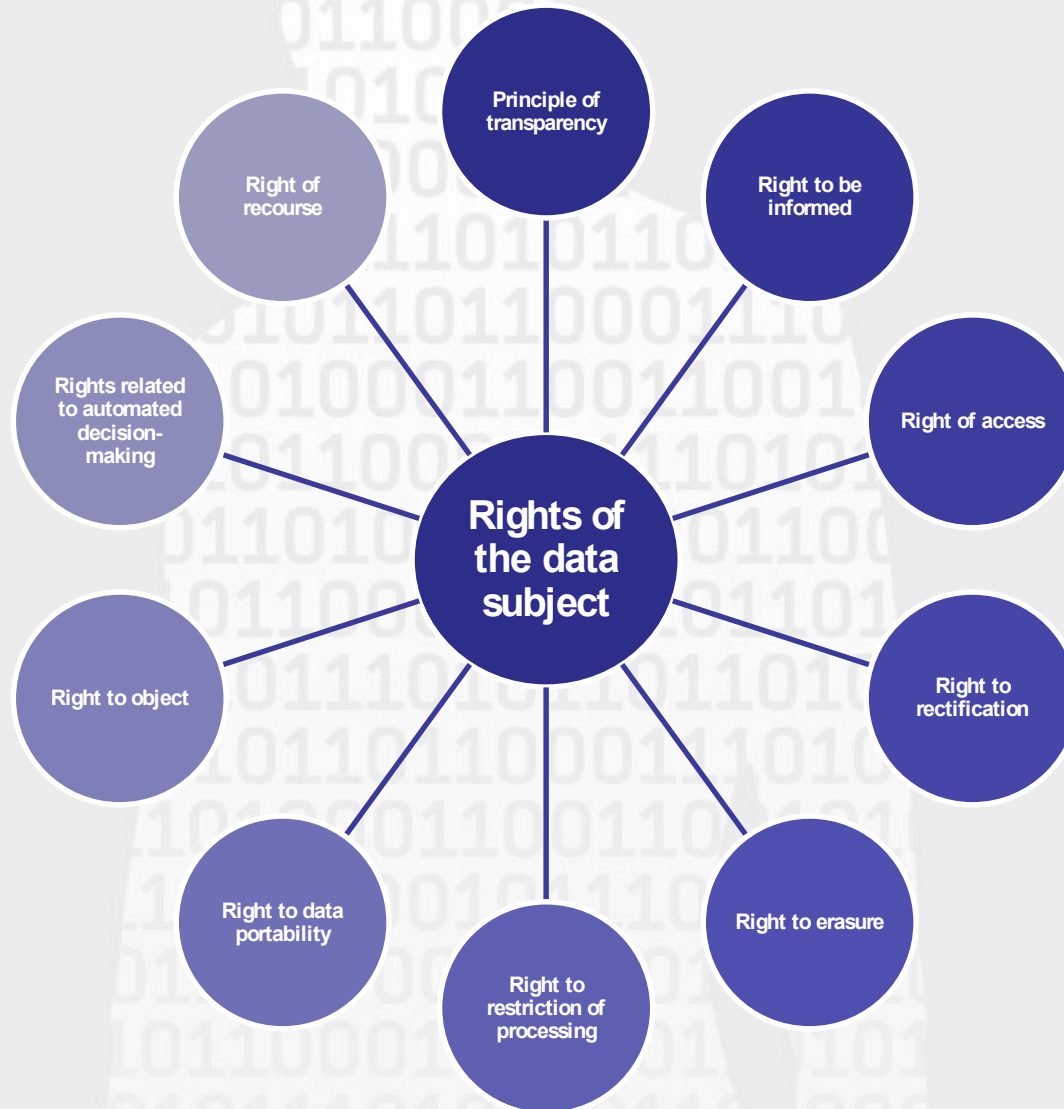 Principle of
transparency
Right to be
informed
Right of access
Right to
rectification
Right to erasure
Right to
restriction of
processing
Right to data
portability
Right to object
Rights related
to automated
decision-
making
Right of
recourse
Rights of
the data
subject